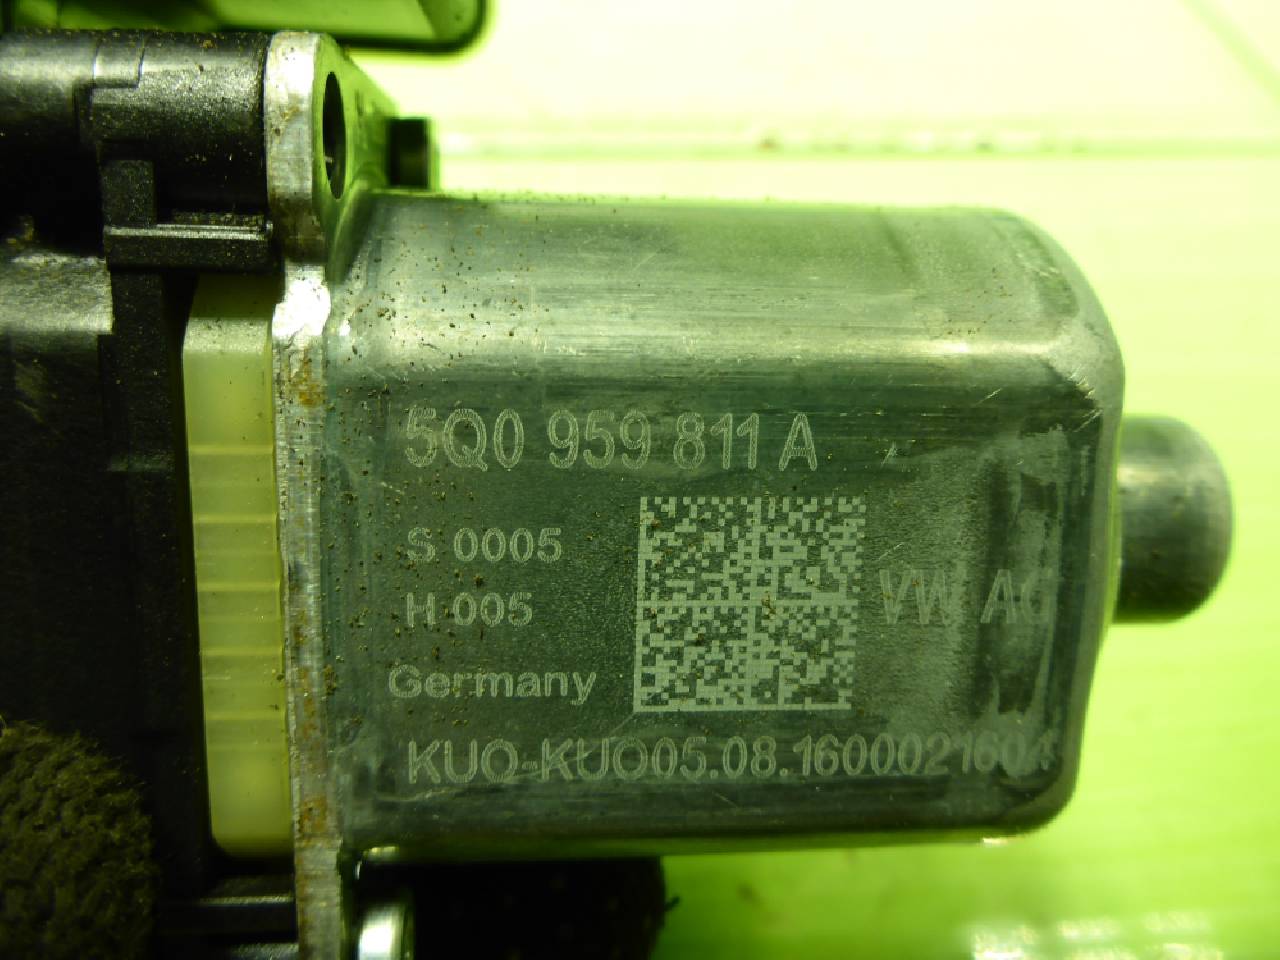 5Q0 959 811 A
S 0005
H 005
VW AG
Germany
KUO-KUO05.08.1600021604